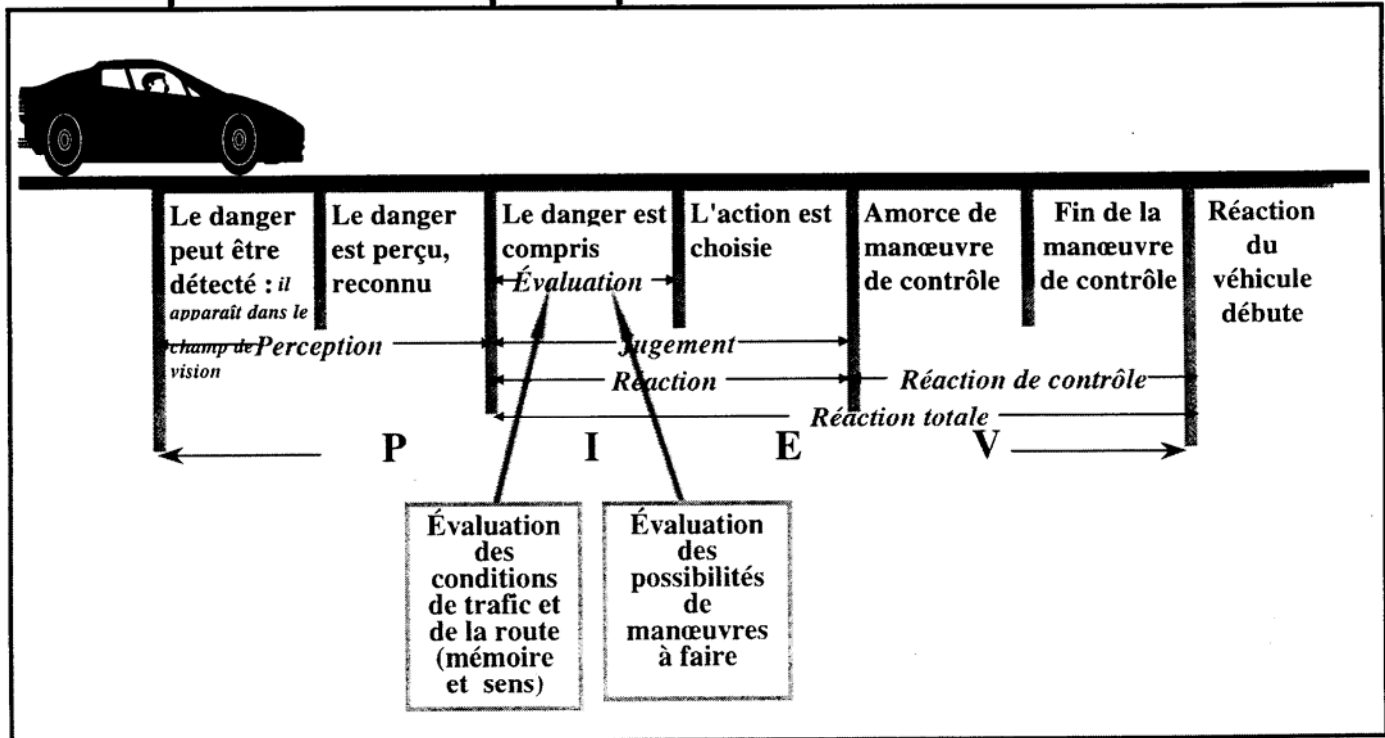 Le danger
peut être
détecté : il
apparaît dans le
champ de
vision
Le danger
est perçu,
reconnu
Le danger est
compris
L'action est
choisie
Amorce de
manœuvre
de contrôle
Fin de la
manœuvre
de contrôle
Réaction
du
véhicule
débute
Évaluation
Perception
Jugement
Réaction
Réaction de contrôle
Réaction totale
P I E V
Évaluation
des
conditions
de trafic et
de la route
(mémoire
et sens)
Évaluation
des
possibilités
de
manœuvres
à faire